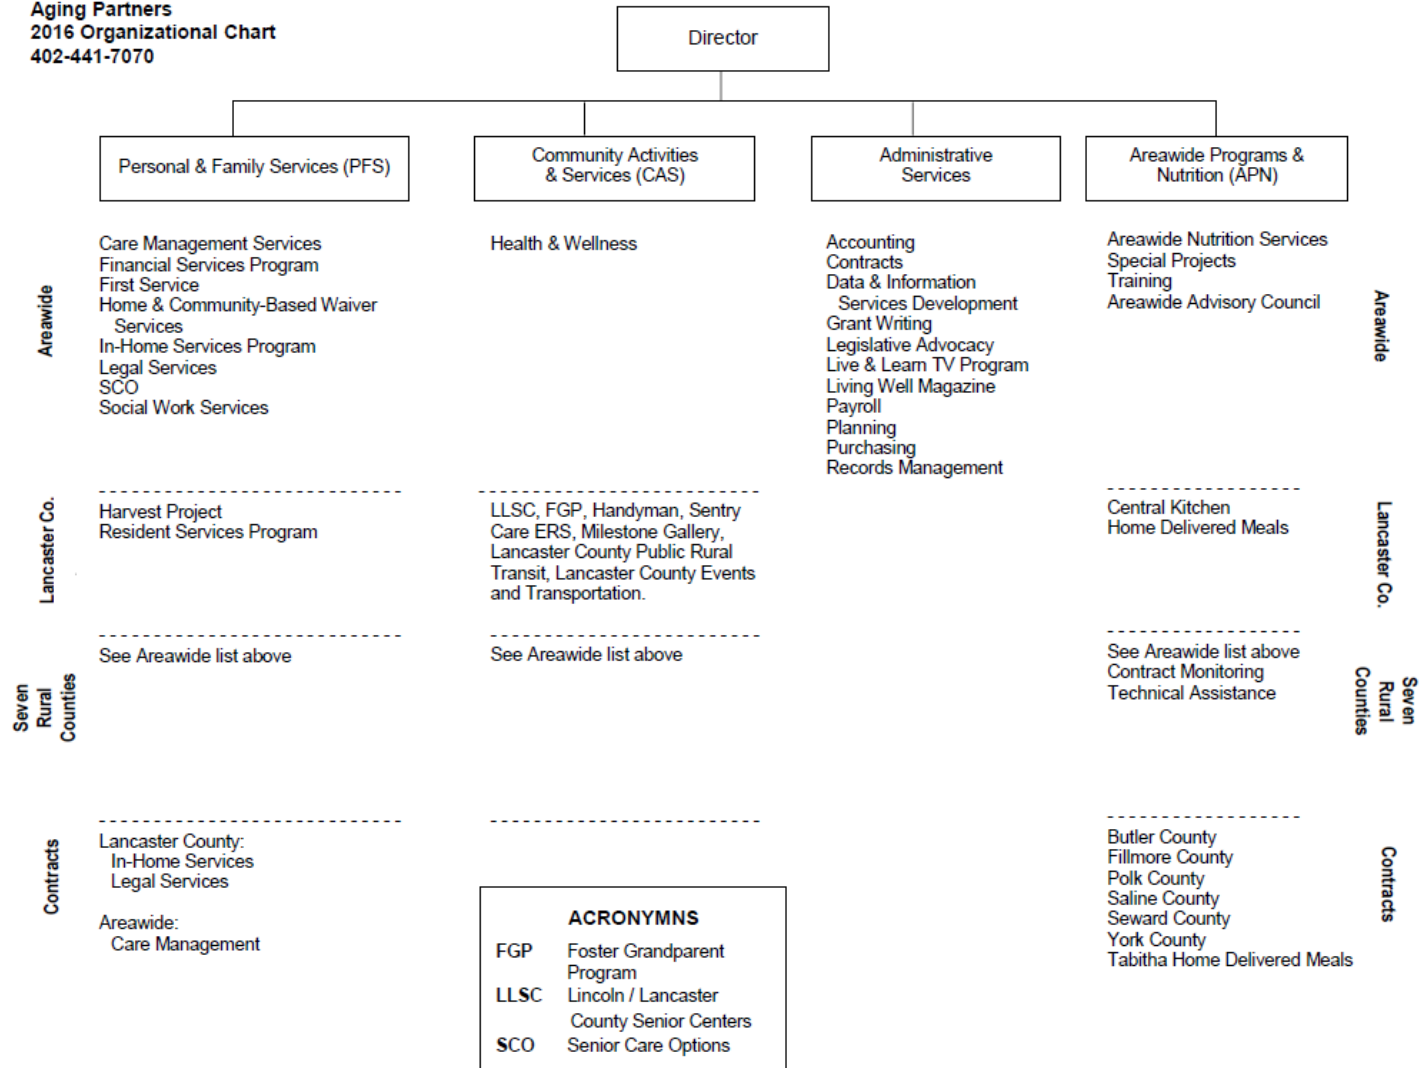 Aging Partners
2016 Organizational Chart
402-441-7070
Director
Personal & Family Services (PFS)
Community Activities
& Services (CAS)
Administrative
Services
Areawide Programs &
Nutrition (APN)
Areawide
Care Management Services
Financial Services Program
First Service
Home & Community-Based Waiver
Services
In-Home Services Program
Legal Services
SCO
Social Work Services
Health & Wellness
Accounting
Contracts
Data & Information
Services Development
Grant Writing
Legislative Advocacy
Live & Learn TV Program
Living Well Magazine
Payroll
Planning
Purchasing
Records Management
Areawide Nutrition Services
Special Projects
Training
Areawide Advisory Council
Areawide
Lancaster Co.
Harvest Project
Resident Services Program
LLSC, FGP, Handyman, Sentry
Care ERS, Milestone Gallery,
Lancaster County Public Rural
Transit, Lancaster County Events
and Transportation.
Central Kitchen
Home Delivered Meals
Lancaster Co.
Seven
Rural
Counties
See Areawide list above
See Areawide list above
See Areawide list above
Contract Monitoring
Technical Assistance
Seven
Rural
Counties
Contracts
Lancaster County:
In-Home Services
Legal Services
Areawide:
Care Management
Butler County
Fillmore County
Polk County
Saline County
Seward County
York County
Tabitha Home Delivered Meals
Contracts
ACRONYMNS
FGP Foster Grandparent
Program
LLSC Lincoln / Lancaster
County Senior Centers
SCO Senior Care Options